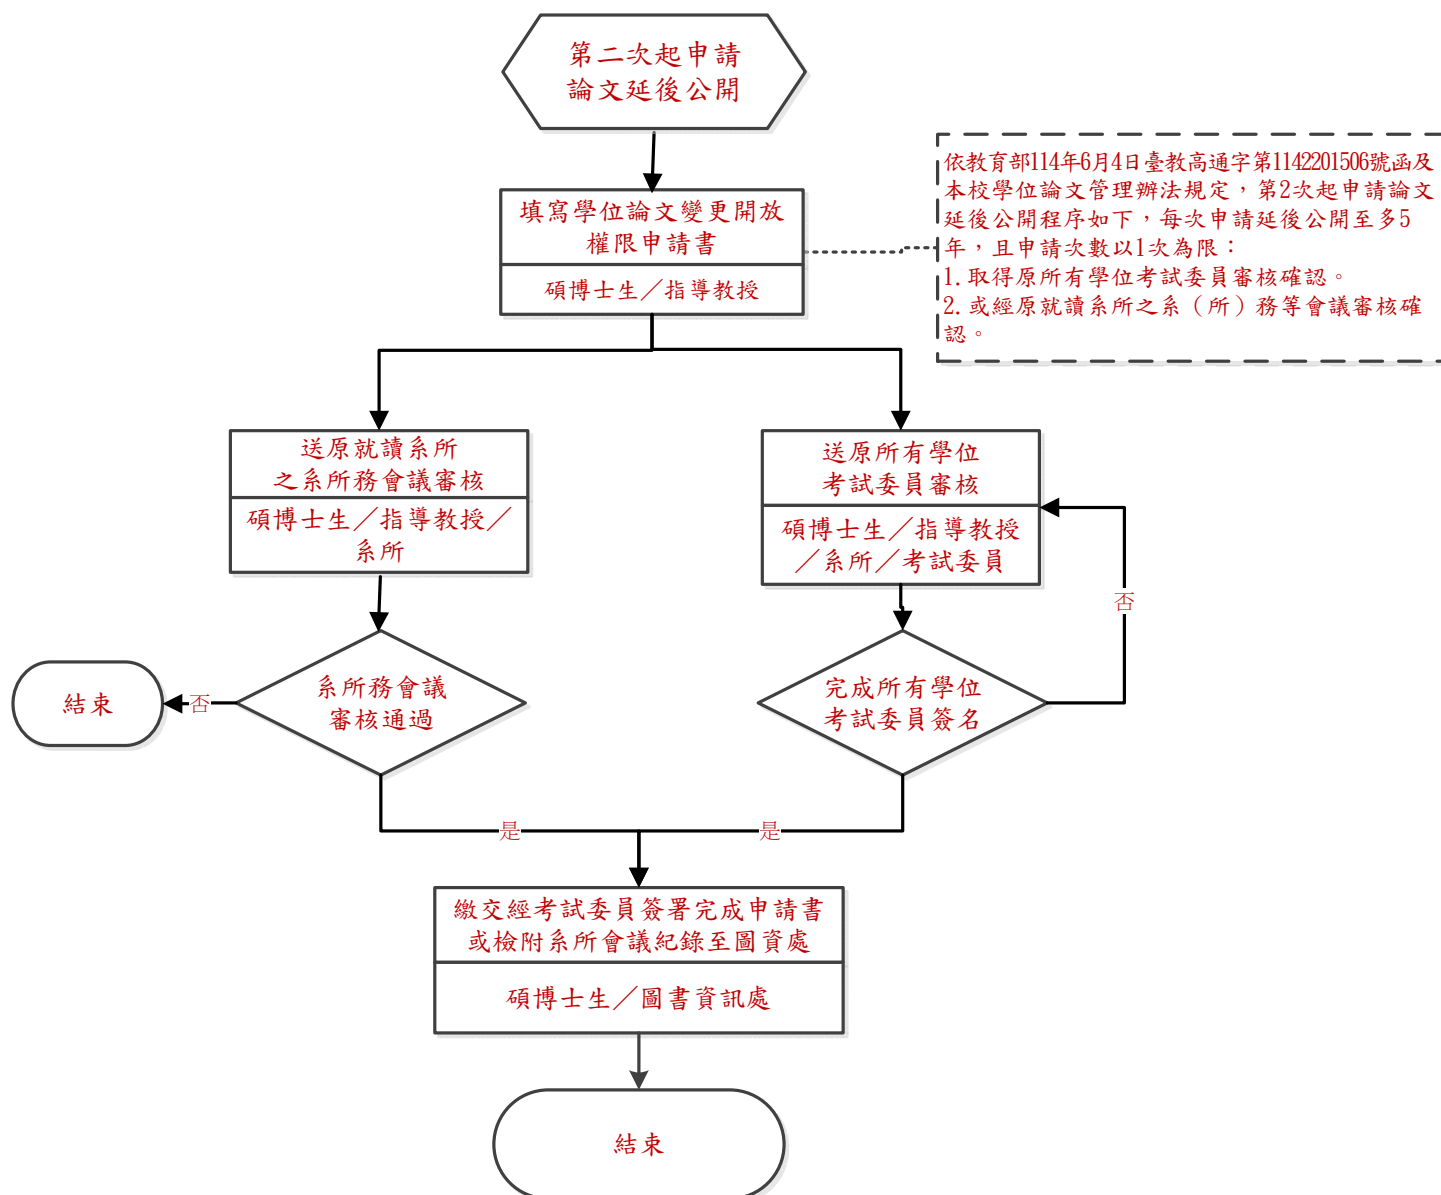 第二次起申請
論文延後公開
依教育部114年6月4日臺教高通字第1142201506號函及
本校學位論文管理辦法規定，第2次起申請論文
延後公開程序如下，每次申請延後公開至多5
年，且申請次數以1次為限：
1.取得原所有學位考試委員審核確認。
2.或經原就讀系所之系（所）務等會議審核確
認。
填寫學位論文變更開放
權限申請書
碩博士生／指導教授
送原就讀系所
之系所務會議審核
碩博士生／指導教授／
系所
送原所有學位
考試委員審核
碩博士生／指導教授
／系所／考試委員
否
系所務會議
審核通過
否
結束
完成所有學位
考試委員簽名
是
是
繳交經考試委員簽署完成申請書
或檢附系所會議紀錄至圖資處
碩博士生／圖書資訊處
結束